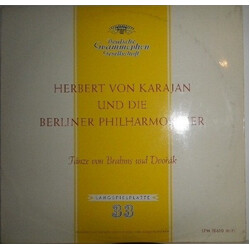 Deutsche
Grammophon
Gesellschaft
HERBERT VON KARAJAN
UND DIE
BERLINER PHILHARMONIKER
Tänze von Brahms und Dvořák
LANGSPIELPLATTE
33